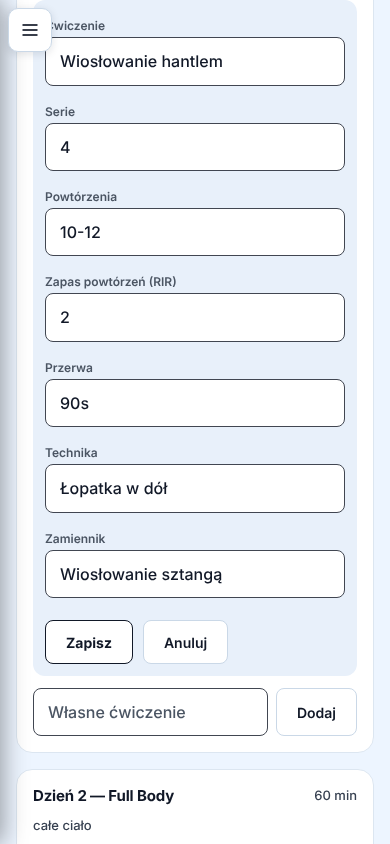 Ćwiczenie
Wiosłowanie hantlem
Serie
4
Powtórzenia
10-12
Zapas powtórzeń (RIR)
2
Przerwa
90s
Technika
Łopatka w dół
Zamiennik
Wiosłowanie sztangą
Zapisz Anuluj
Własne ćwiczenie Dodaj
Dzień 2 — Full Body 60 min
całe ciało